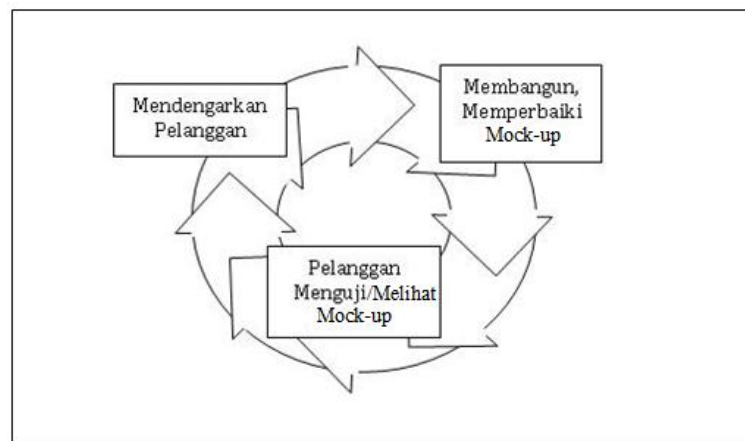 Mendengarkan
Pelanggan
Membangun,
Memperbaiki
Mock-up
Pelanggan
Menguji/Melihat
Mock-up